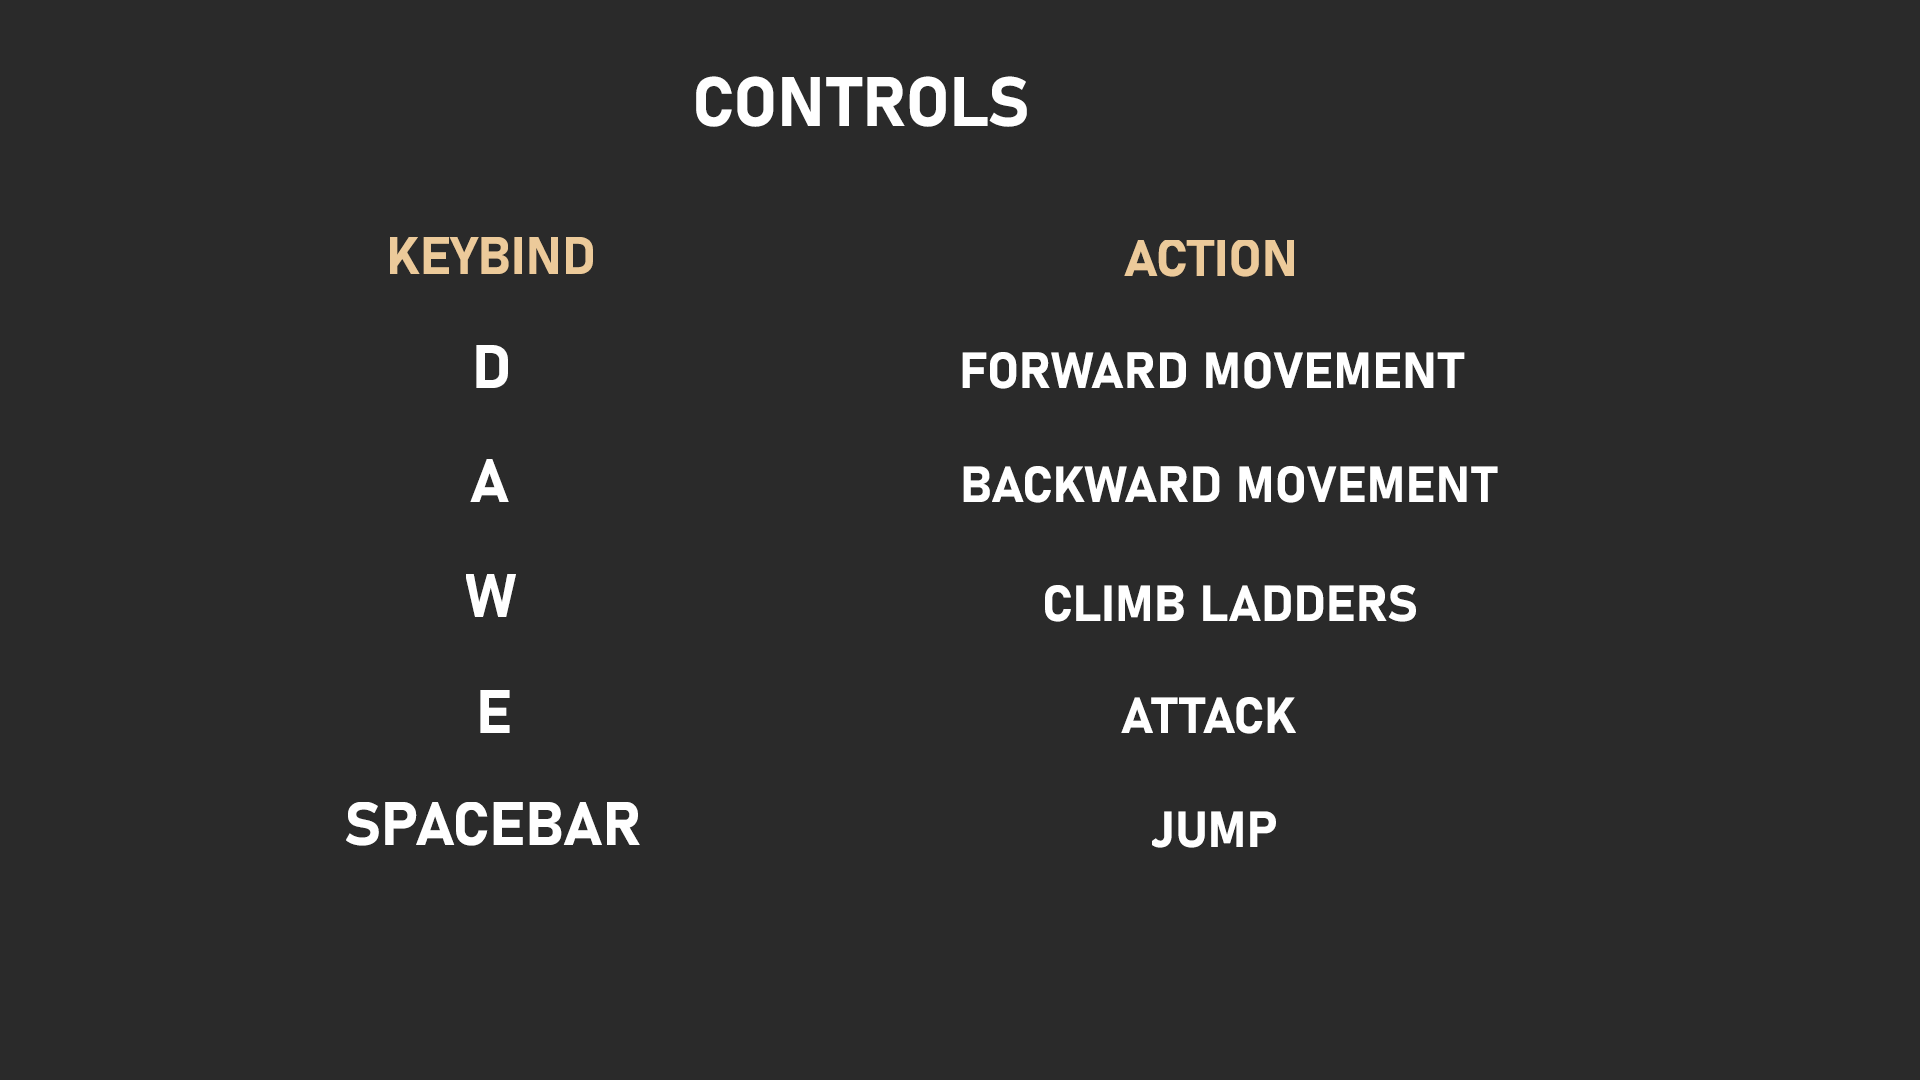 CONTROLS
KEYBIND ACTION
D FORWARD MOVEMENT
A BACKWARD MOVEMENT
W CLIMB LADDERS
E ATTACK
SPACEBAR JUMP